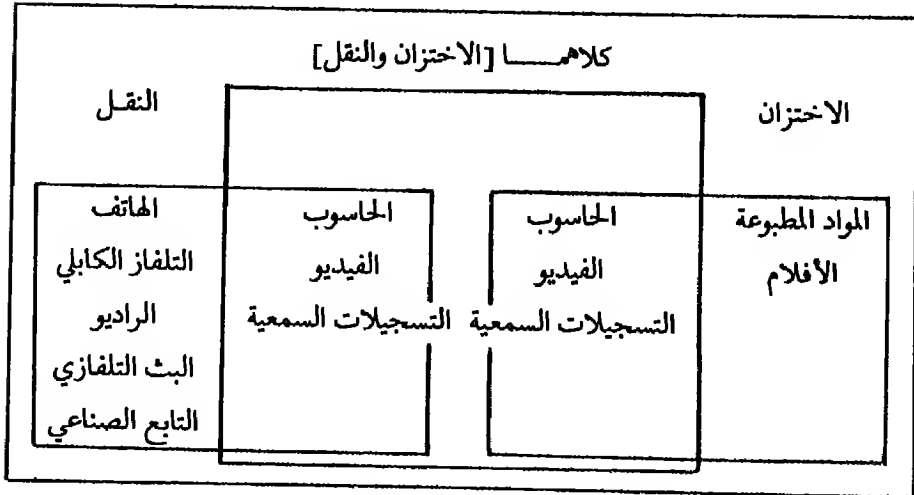 كلاهمـــــا [الاختزان والنقل]
الاختزان
النقـل
المواد المطبوعة
الأفلام
الحاسوب
الفيديو
التسجيلات السمعية
الحاسوب
الفيديو
التسجيلات السمعية
الهاتف
التلفاز الكابلي
الراديو
البث التلفازي
التابع الصناعي